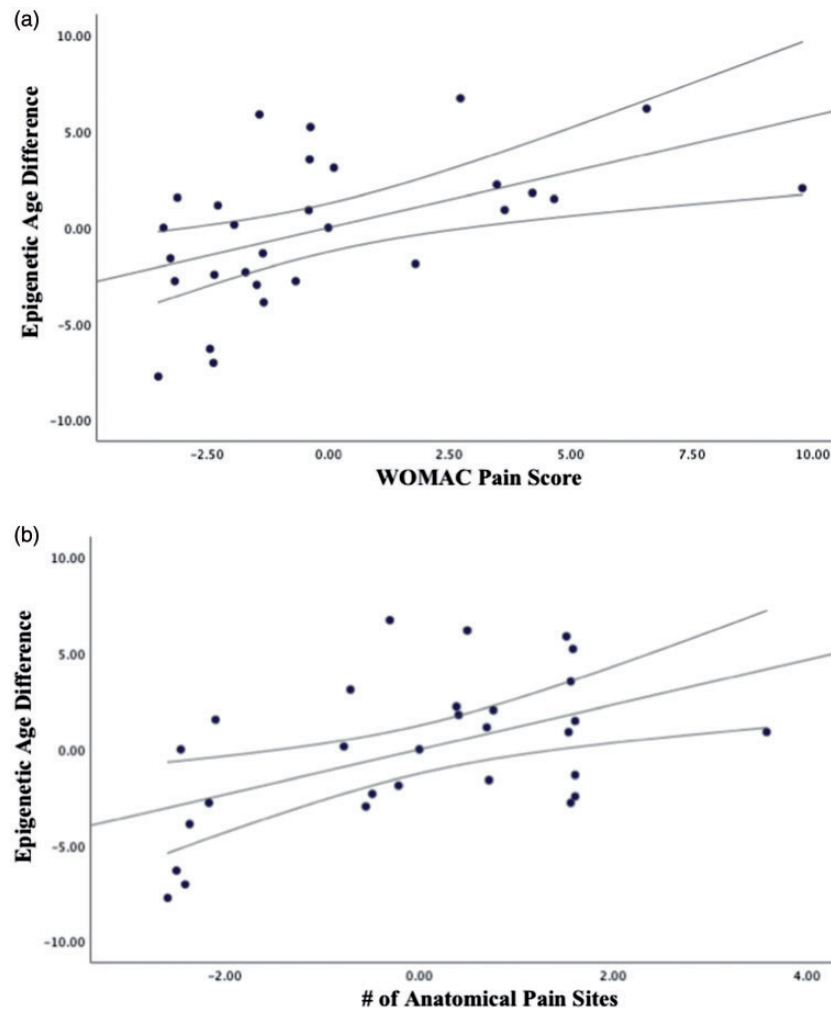 (a)
10.00
5.00
0.00
-5.00
-10.00
Epigenetic Age Difference
-2.50 0.00 2.50 5.00 7.50 10.00
WOMAC Pain Score
(b)
10.00
5.00
0.00
-5.00
-10.00
Epigenetic Age Difference
-2.00 0.00 2.00 4.00
# of Anatomical Pain Sites